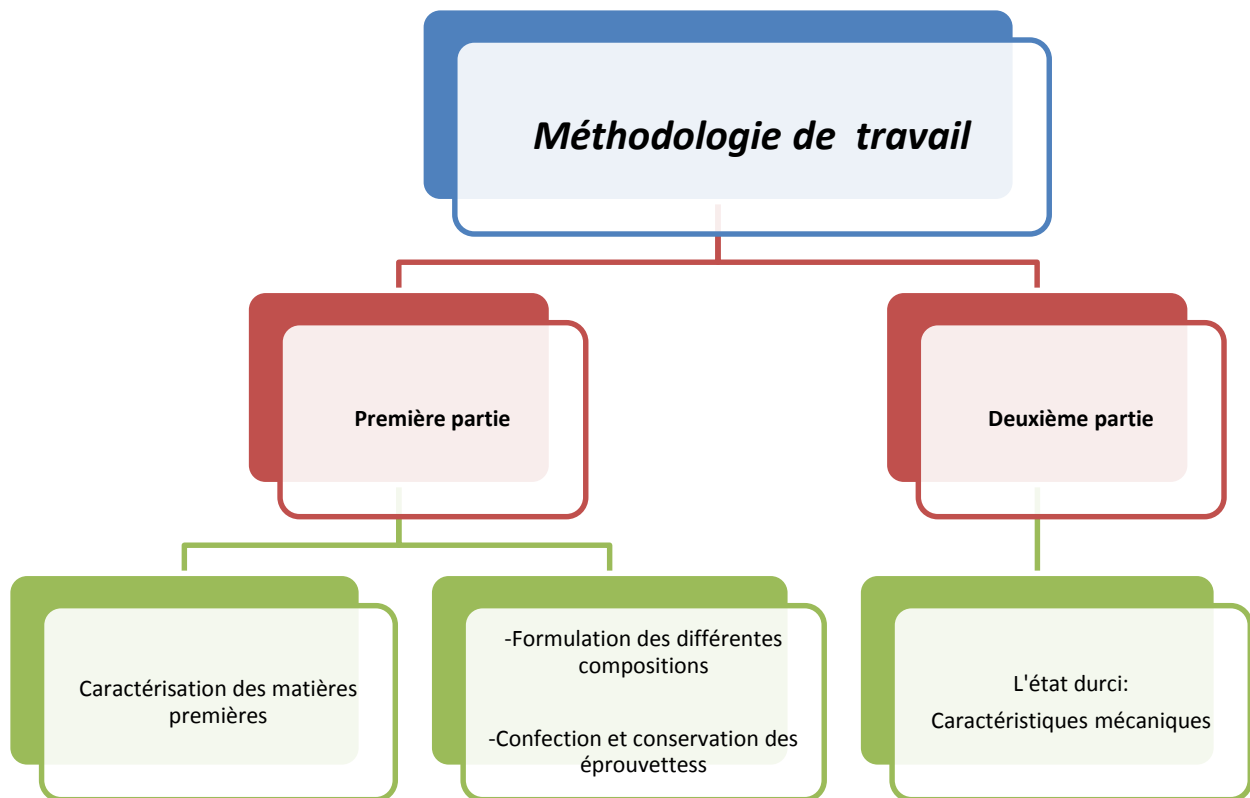 Méthodologie de travail
Première partie
Deuxième partie
Caractérisation des matières
premières
-Formulation des différentes
compositions
-Confection et conservation des
éprouvettess
L'état durci:
Caractéristiques mécaniques